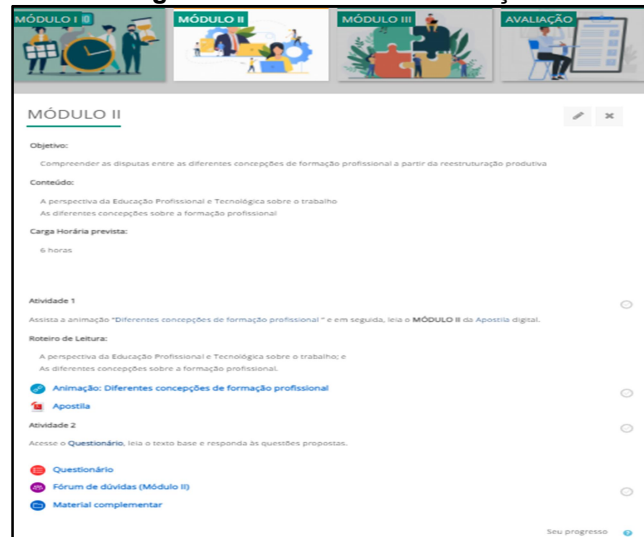 MÓDULO I
MÓDULO II
MÓDULO III
AVALIAÇÃO
MÓDULO II
Objetivo:
Compreender as disputas entre as diferentes concepções de formação profissional a partir da reestruturação produtiva
Conteúdo:
A perspectiva da Educação Profissional e Tecnológica sobre o trabalho
As diferentes concepções sobre a formação profissional
Carga Horária prevista:
6 horas
Atividade 1
Assista a animação "Diferentes concepções de formação profissional " e em seguida, leia o MÓDULO II da Apostila digital.
Roteiro de Leitura:
A perspectiva da Educação Profissional e Tecnológica sobre o trabalho; e
As diferentes concepções sobre a formação profissional.
Animação: Diferentes concepções de formação profissional
Apostila
Atividade 2
Acesse o Questionário, leia o texto base e responda às questões propostas.
Questionário
Fórum de dúvidas (Módulo II)
Material complementar
Seu progresso